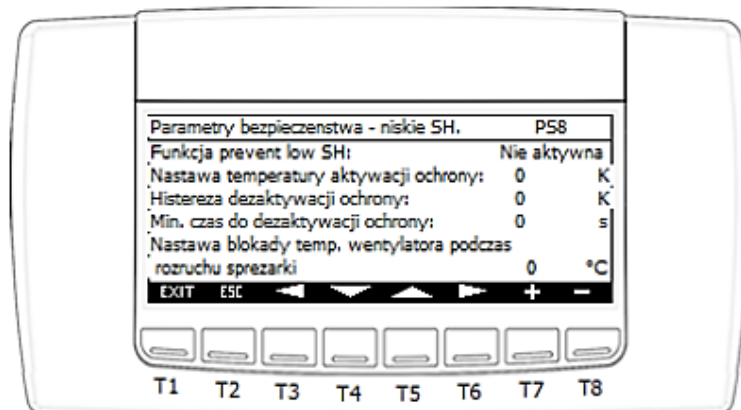 Parametry bezpieczenstwa - niskie SH. PS8
Funkcja prevent low SH: Nie aktywna
Nastawa temperatury aktywacji ochrony: 0 K
Histereza dezaktywacji ochrony: 0 K
Min. czas do dezaktywacji ochrony: 0 s
Nastawa blokady temp. wentylatora podczas
rozruchu sprezarki 0 °C
EXIT ESC + -
T1 T2 T3 T4 T5 T6 T7 T8